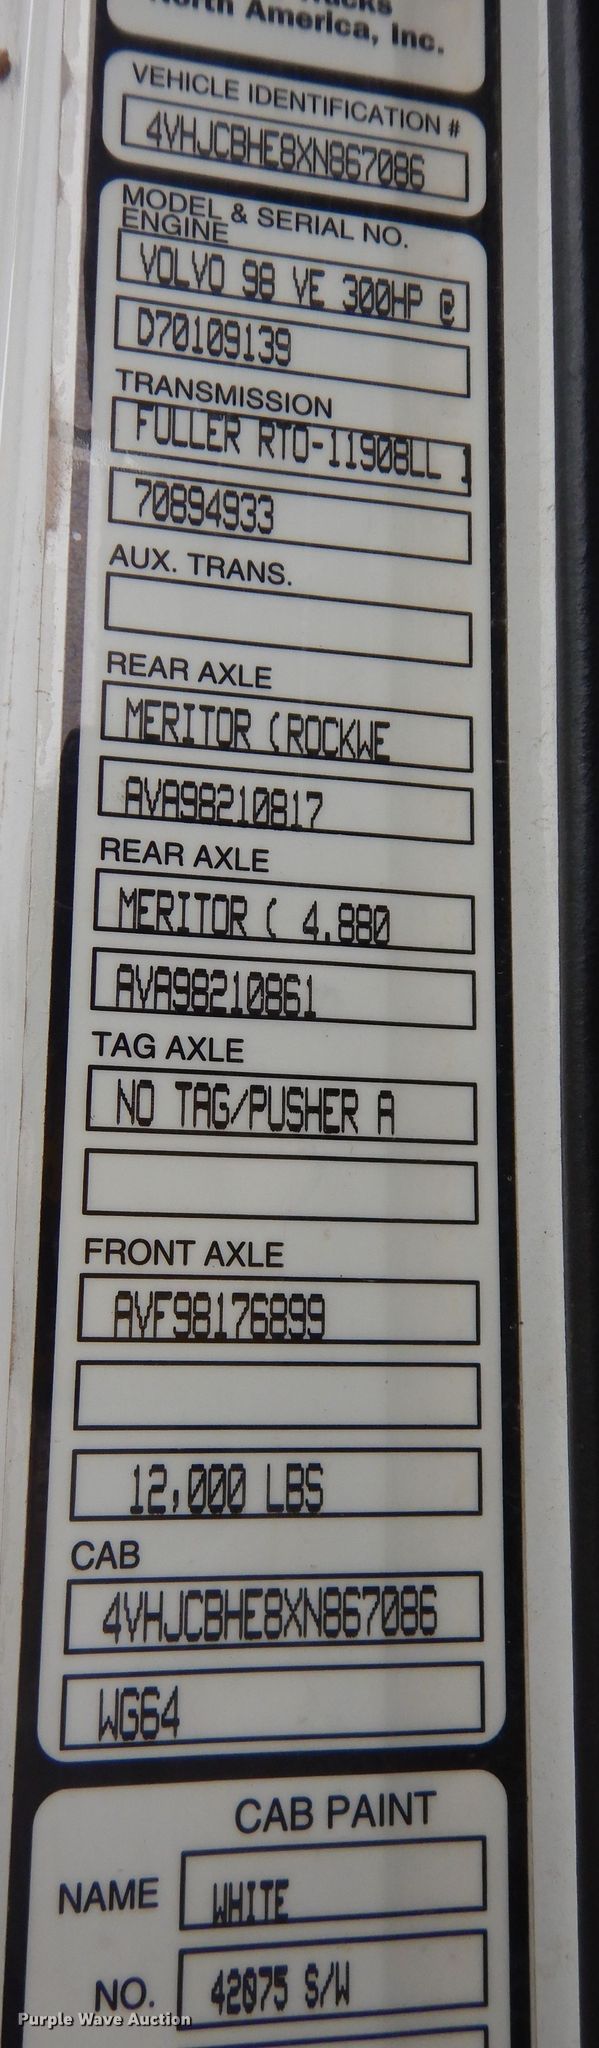 North America, Inc.
VEHICLE IDENTIFICATION #
4VHJCBHE8XN867086
MODEL & SERIAL NO.
ENGINE
VOLVO 98 VE 300HP @
D70109139
TRANSMISSION
FULLER RTO-11908LL
70894933
AUX. TRANS.
REAR AXLE
MERITOR (ROCKWE
AVA98210817
REAR AXLE
MERITOR ( 4.880
AVA98210861
TAG AXLE
NO TAG/PUSHER A
FRONT AXLE
AVF98176899
12,000 LBS
CAB
4VHJCBHE8XN867086
WG64
CAB PAINT
NAME WHITE
NO. 42075 S/W
Purple Wave Auction